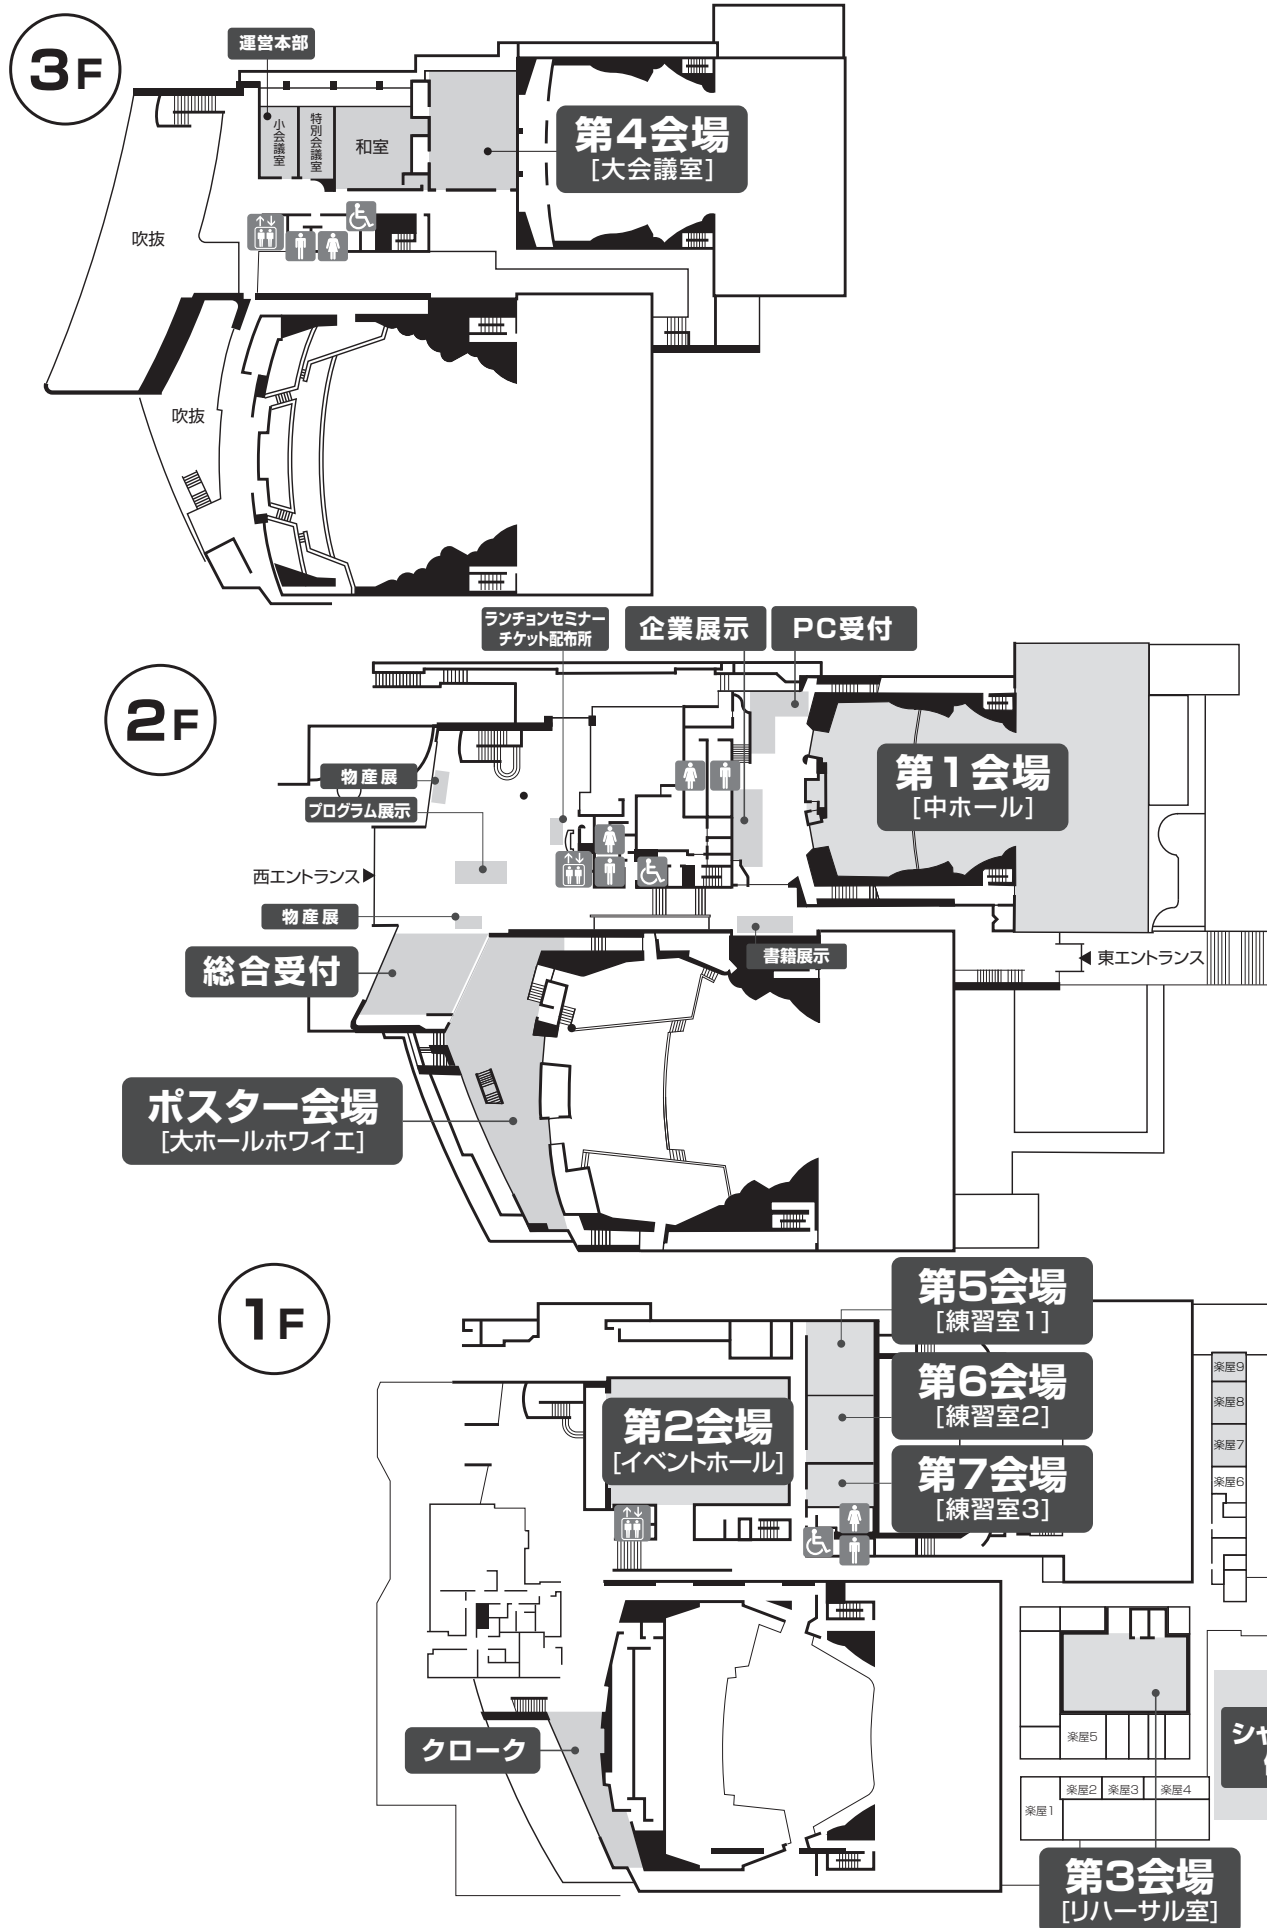 3F
運営本部
小会議室
特別会議室
和室
第4会場
[大会議室]
吹抜
吹抜
2F
ランチョンセミナー
チケット配布所
企業展示
PC受付
物産展
プログラム展示
第1会場
[中ホール]
西エントランス
物産展
総合受付
書籍展示
東エントランス
ポスター会場
[大ホールホワイエ]
1F
第5会場
[練習室1]
第6会場
[練習室2]
第7会場
[練習室3]
第2会場
[イベントホール]
楽屋9
楽屋8
楽屋7
楽屋6
クローク
楽屋5
楽屋2
楽屋3
楽屋4
楽屋1
第3会場
[リハーサル室]